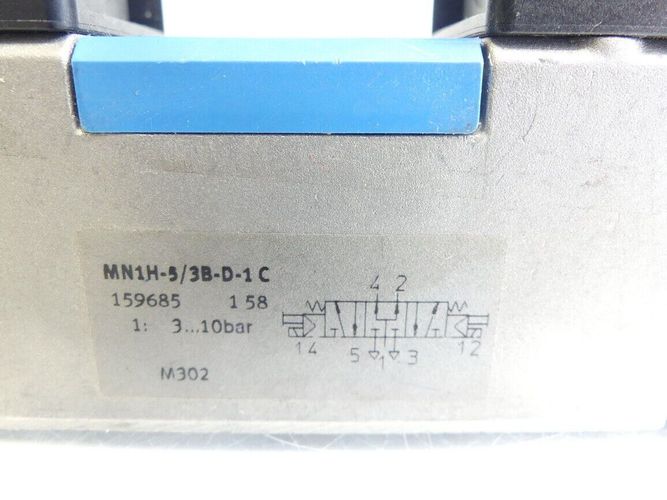 MN1H-5/3B-D-1 C
159685 1 58
1: 3...10bar
M302
4 2
14 5 1 3 12